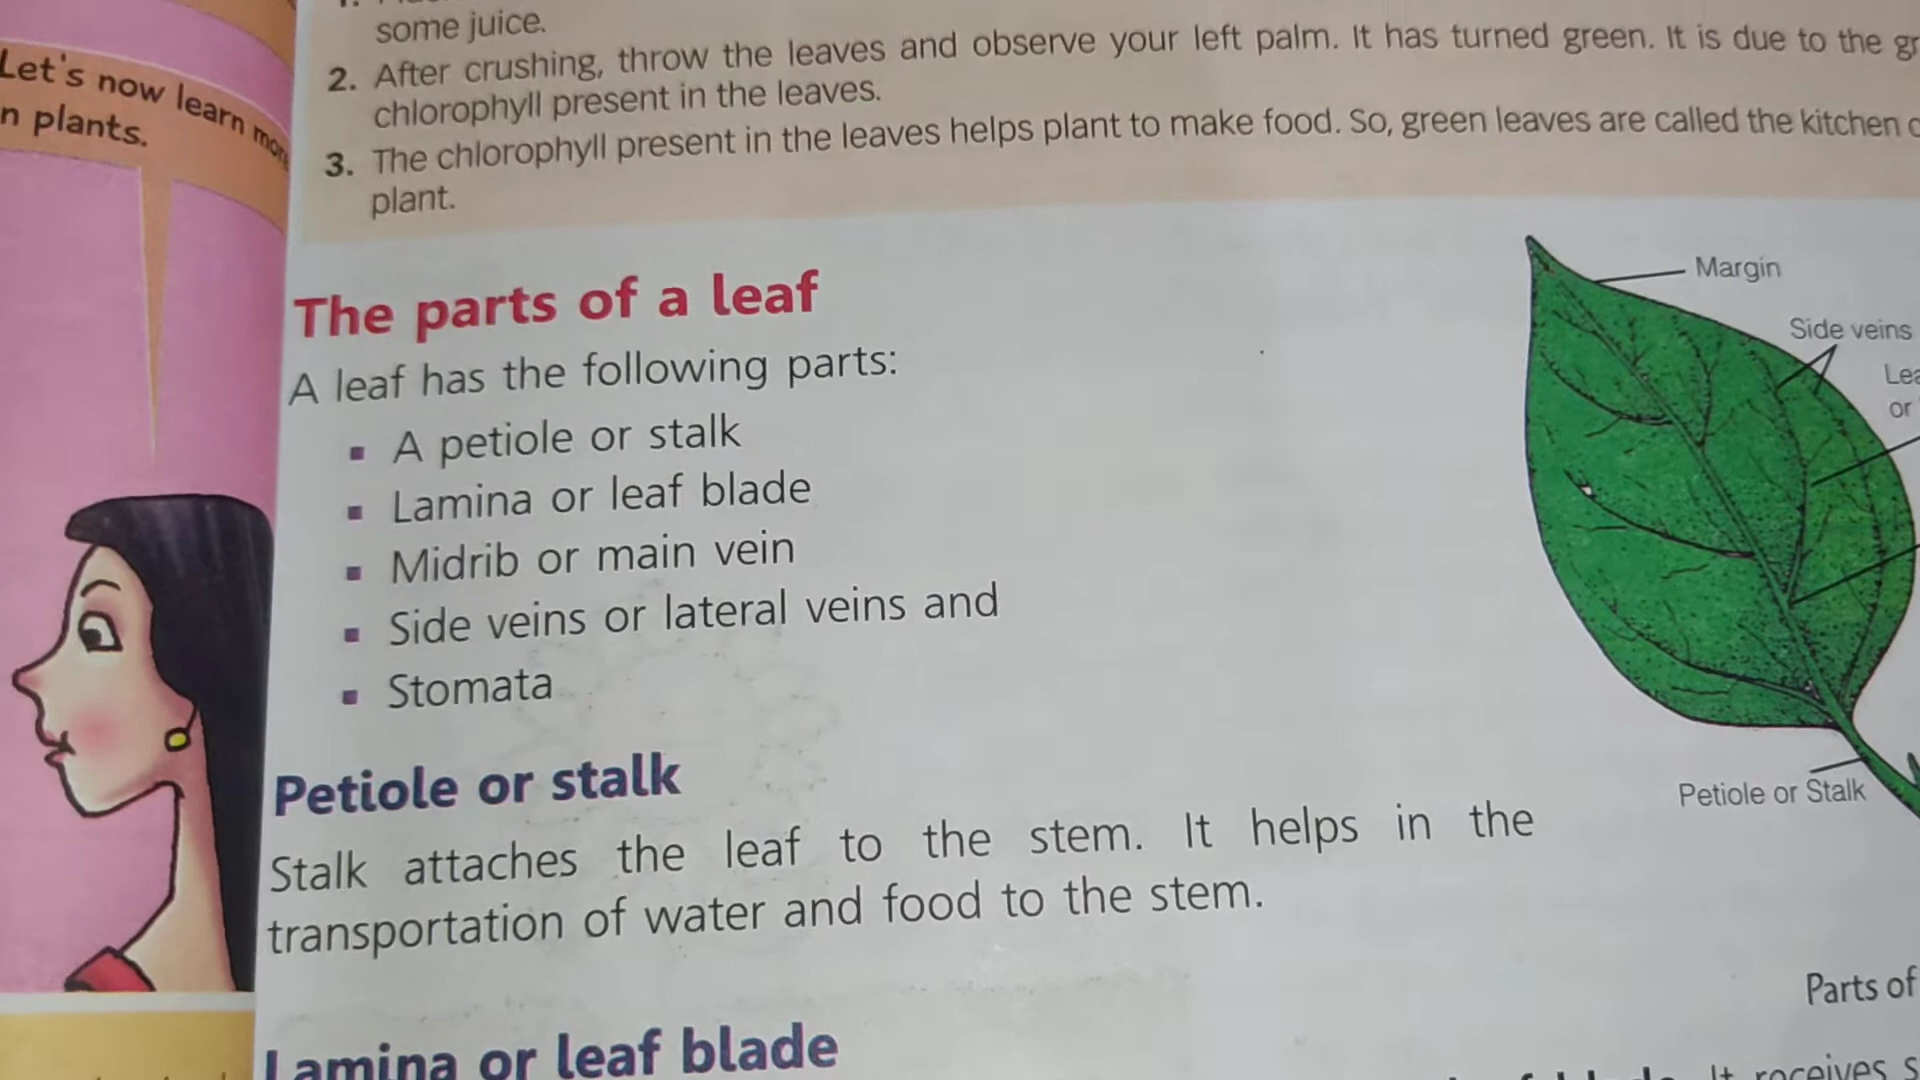 Let's now learn more
n plants.
some juice.
2. After crushing, throw the leaves and observe your left palm. It has turned green. It is due to the gr
chlorophyll present in the leaves.
3. The chlorophyll present in the leaves helps plant to make food. So, green leaves are called the kitchen o
plant.
The parts of a leaf
A leaf has the following parts:
▪ A petiole or stalk
▪ Lamina or leaf blade
▪ Midrib or main vein
▪ Side veins or lateral veins and
▪ Stomata
Margin
Side veins
Lea
or
Petiole or Stalk
Petiole or stalk
Stalk attaches the leaf to the stem. It helps in the
transportation of water and food to the stem.
Parts of
Lamina or leaf blade
It receives s